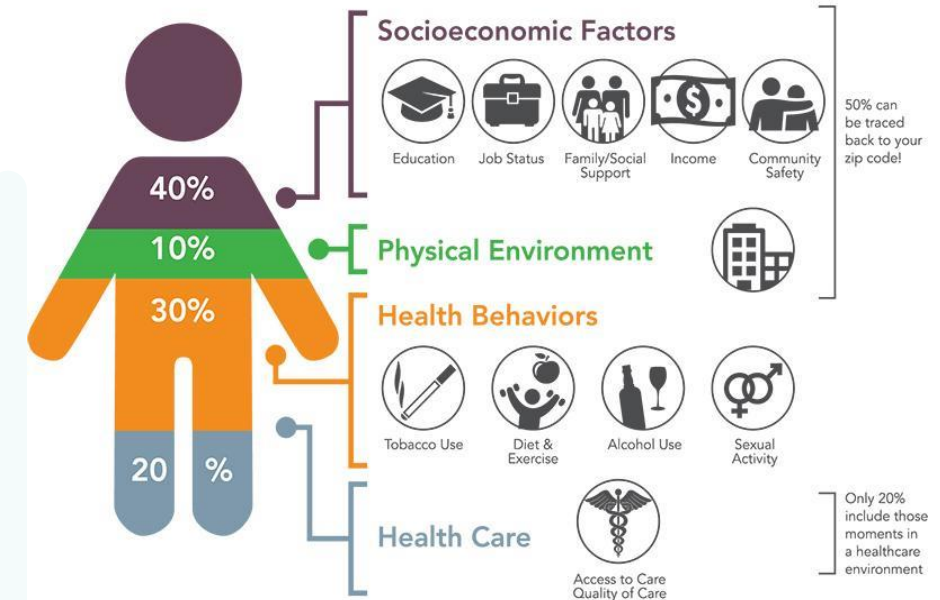 Socioeconomic Factors
Education
Job Status
Family/Social
Support
Income
Community
Safety
50% can
be traced
back to your
zip code!
40%
10%
Physical Environment
30%
Health Behaviors
Tobacco Use
Diet &
Exercise
Alcohol Use
Sexual
Activity
20 %
Health Care
Access to Care
Quality of Care
Only 20%
include those
moments in
a healthcare
environment